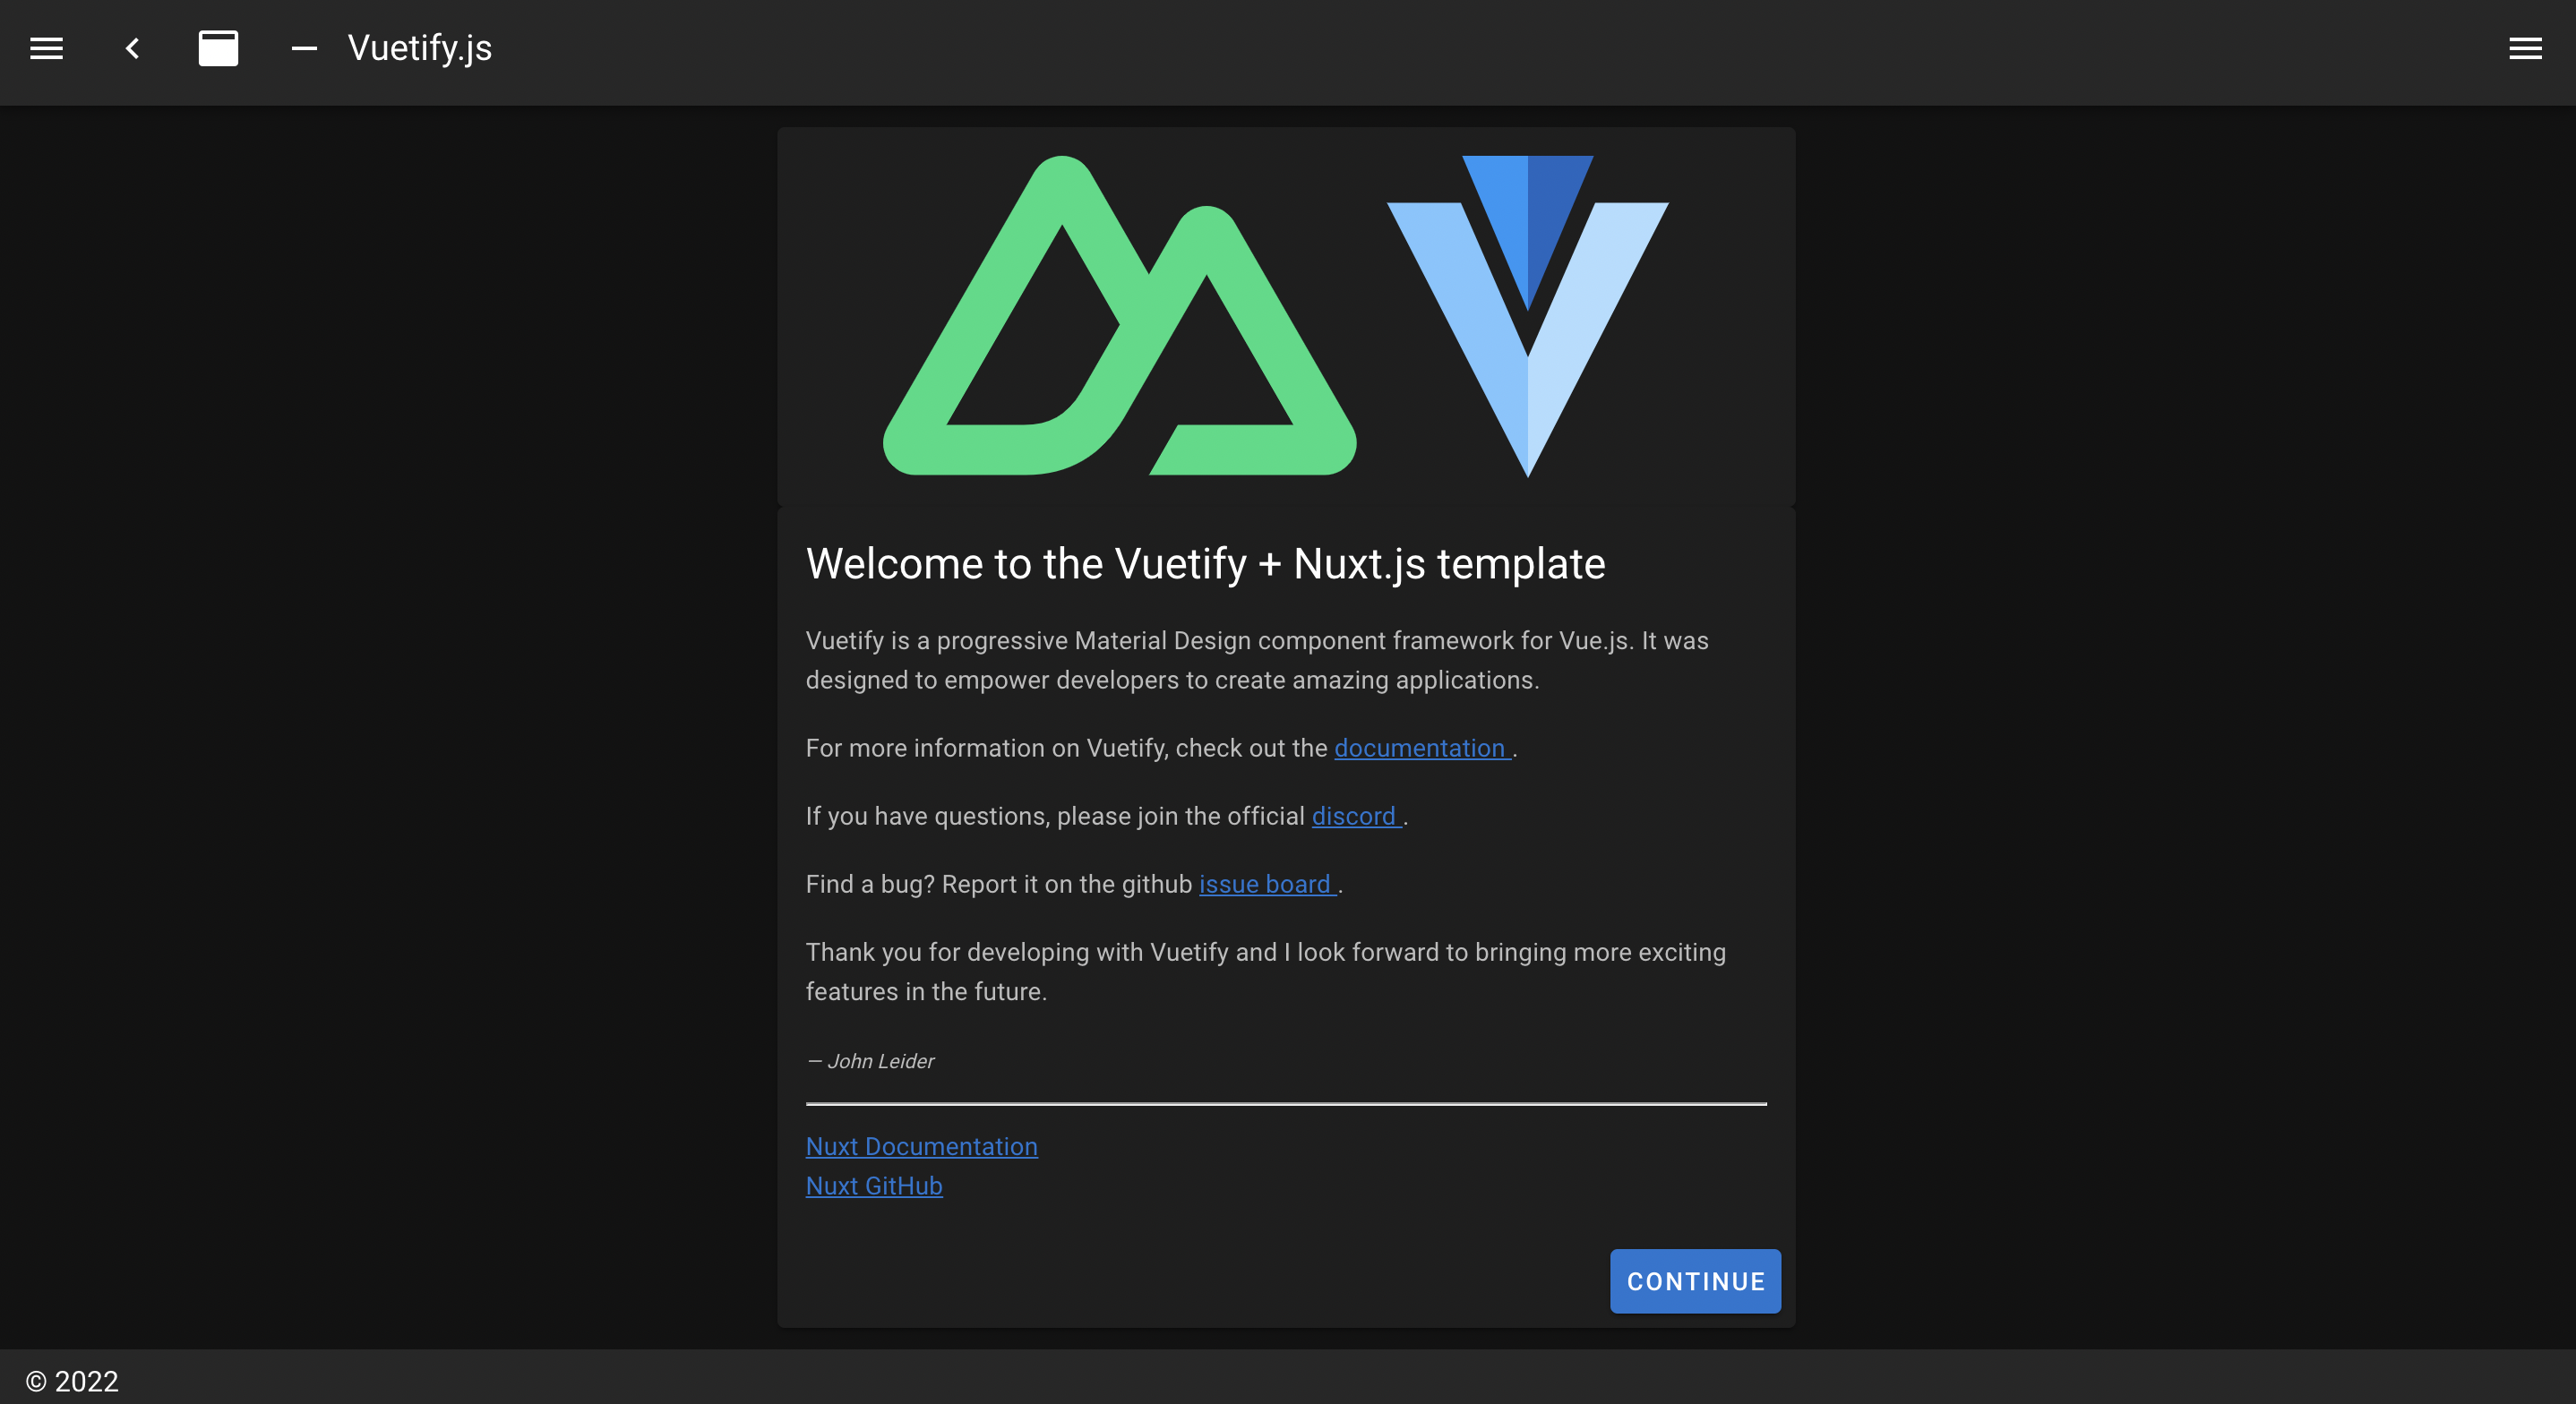 Vuetify.js
Welcome to the Vuetify + Nuxt.js template
Vuetify is a progressive Material Design component framework for Vue.js. It was
designed to empower developers to create amazing applications.
For more information on Vuetify, check out the documentation .
If you have questions, please join the official discord .
Find a bug? Report it on the github issue board .
Thank you for developing with Vuetify and I look forward to bringing more exciting
features in the future.
— John Leider
Nuxt Documentation
Nuxt GitHub
CONTINUE
© 2022